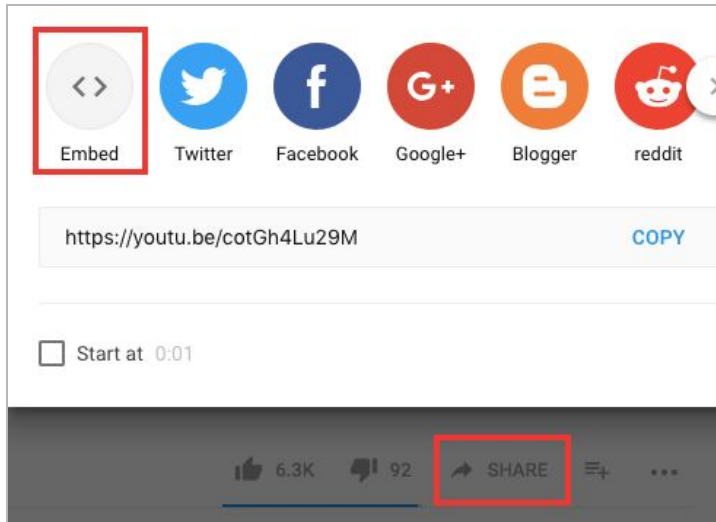 Embed Twitter Facebook Google+ Blogger reddit
https://youtu.be/cotGh4Lu29M COPY
Start at 0:01
6.3K 92 SHARE